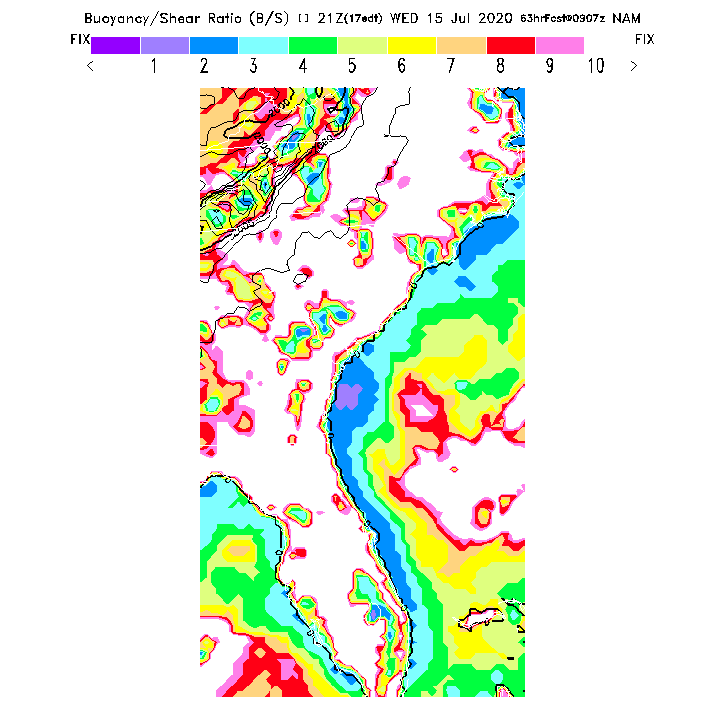 Buoyancy/Shear Ratio (B/S) [] 21Z(17edt) WED 15 Jul 2020 63hrFcst@0907z NAM
FIX FIX
< 1 2 3 4 5 6 7 8 9 10 >
2000